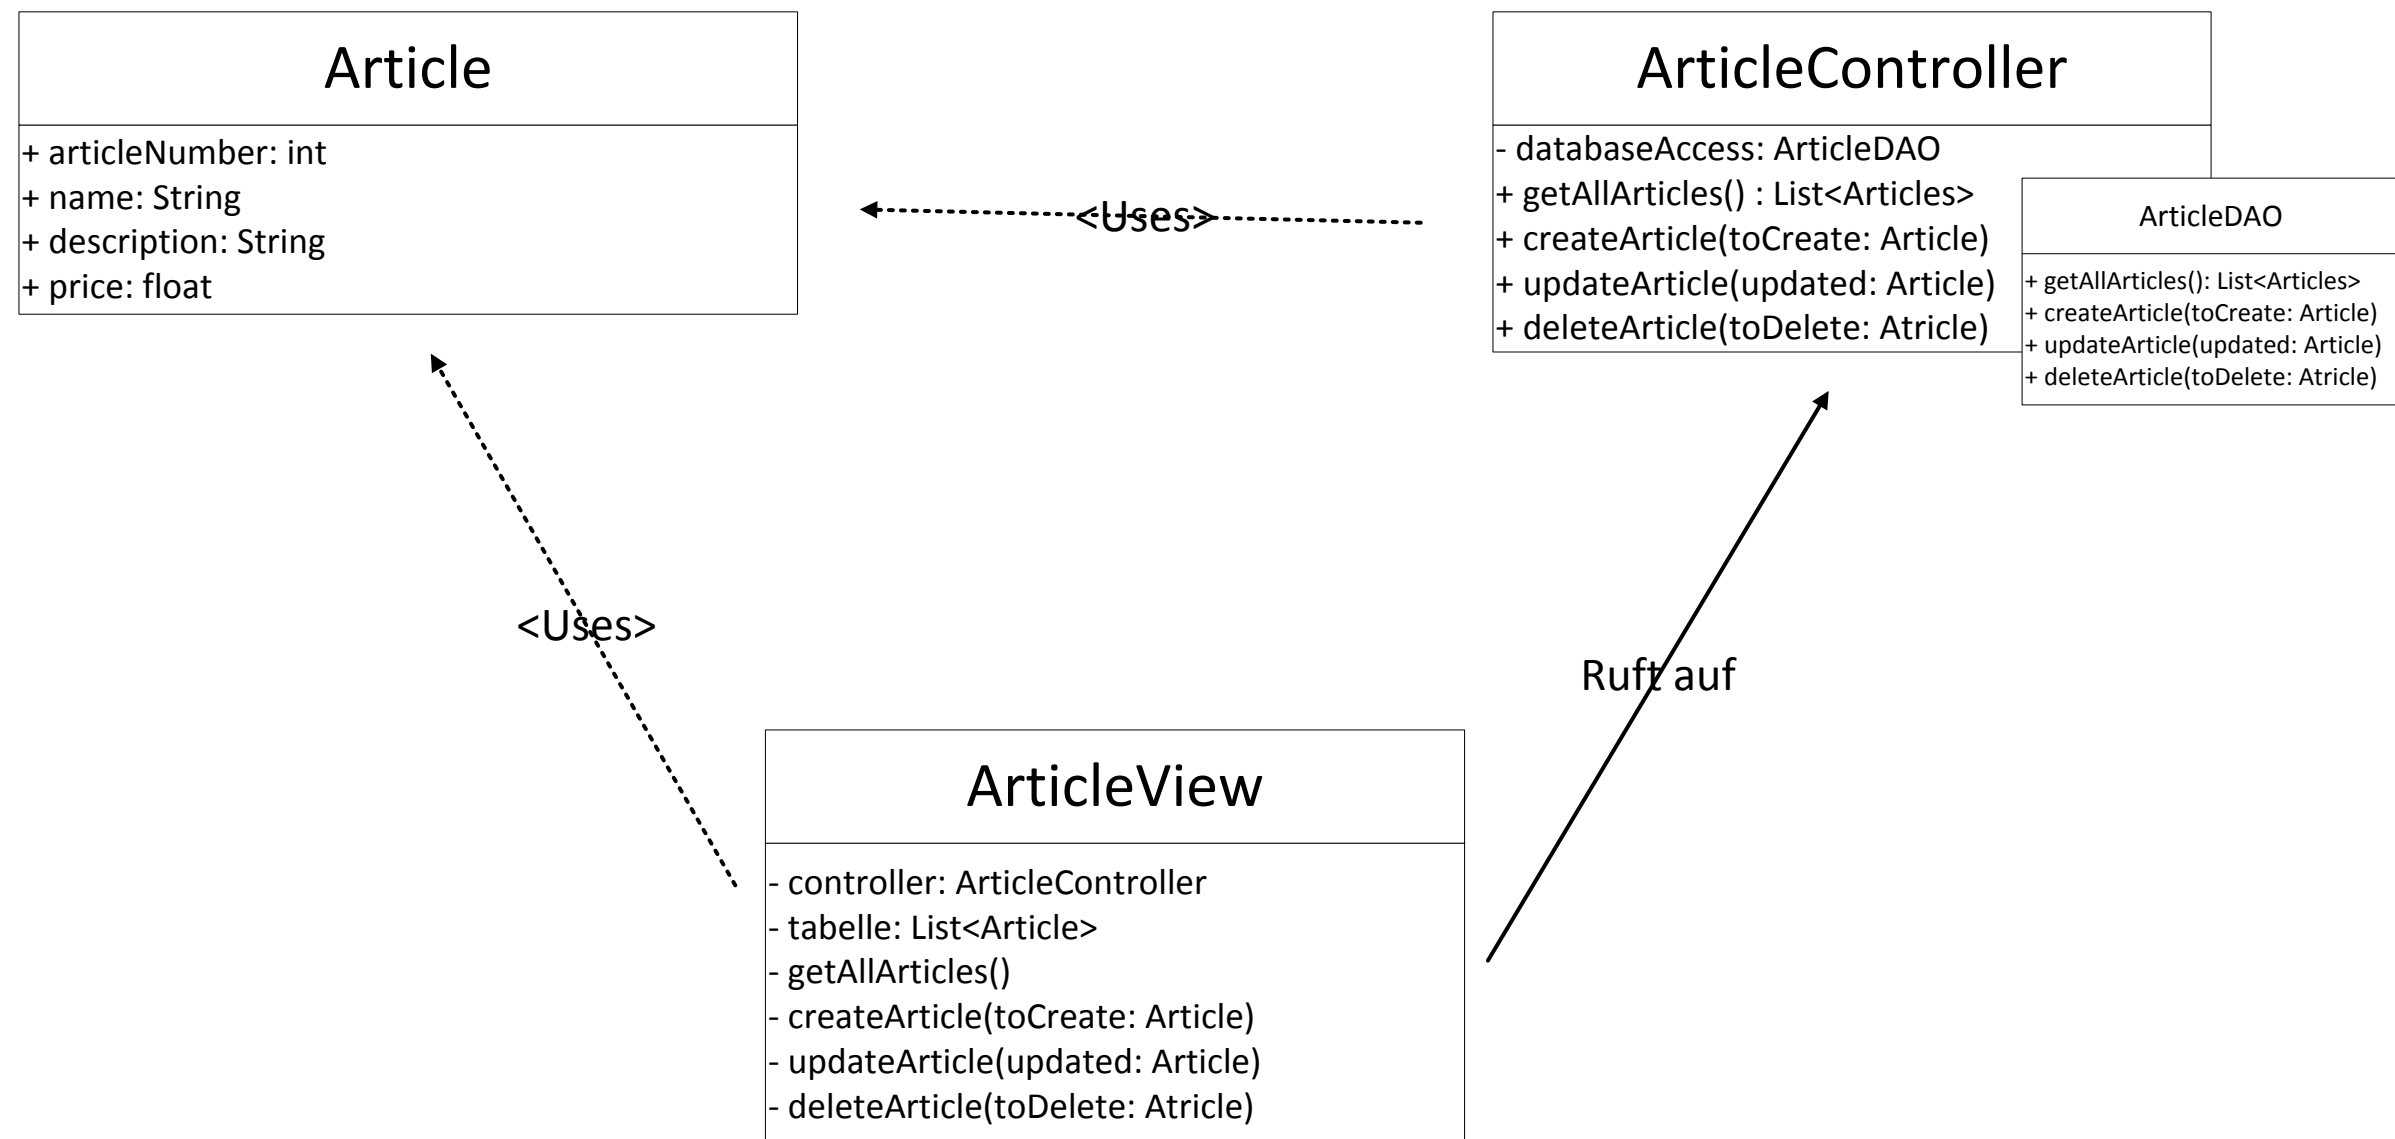 Article
+ articleNumber: int
+ name: String
+ description: String
+ price: float
<Uses>
ArticleController
- databaseAccess: ArticleDAO
+ getAllArticles() : List<Articles>
+ createArticle(toCreate: Article)
+ updateArticle(updated: Article)
+ deleteArticle(toDelete: Atricle)
ArticleDAO
+ getAllArticles(): List<Articles>
+ createArticle(toCreate: Article)
+ updateArticle(updated: Article)
+ deleteArticle(toDelete: Atricle)
<Uses>
Ruft auf
ArticleView
- controller: ArticleController
- tabelle: List<Article>
- getAllArticles()
- createArticle(toCreate: Article)
- updateArticle(updated: Article)
- deleteArticle(toDelete: Atricle)